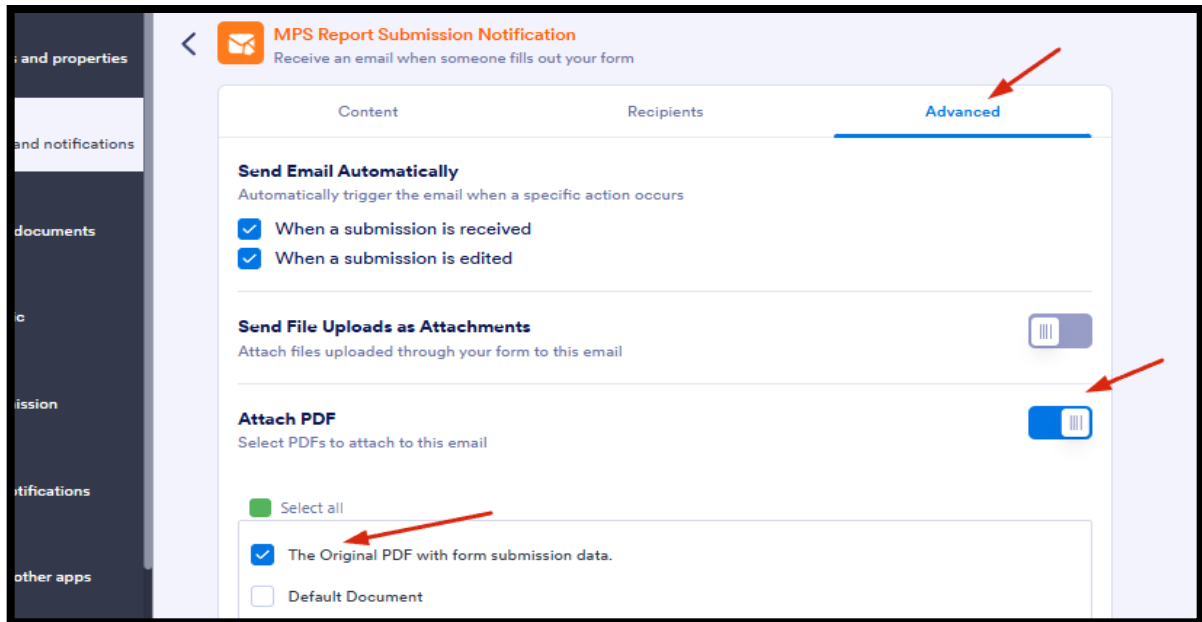 MPS Report Submission Notification
Receive an email when someone fills out your form
and properties
and notifications
documents
ic
ission
tifications
other apps
Content
Recipients
Advanced
Send Email Automatically
Automatically trigger the email when a specific action occurs
When a submission is received
When a submission is edited
Send File Uploads as Attachments
Attach files uploaded through your form to this email
Attach PDF
Select PDFs to attach to this email
Select all
The Original PDF with form submission data.
Default Document